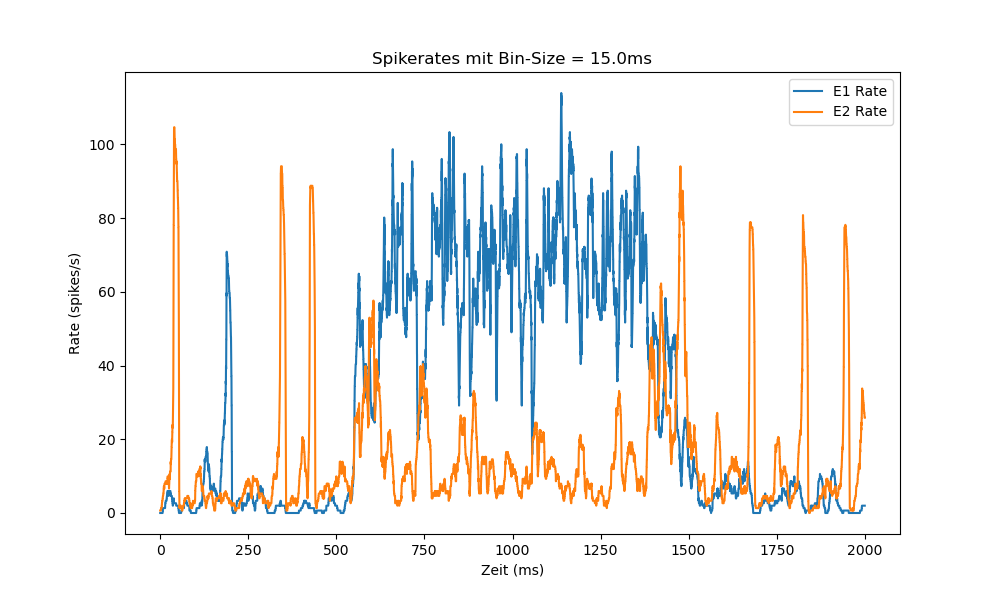 Spikerates mit Bin-Size = 15.0ms
E1 Rate
E2 Rate
Rate (spikes/s)
100
80
60
40
20
0
0 250 500 750 1000 1250 1500 1750 2000
Zeit (ms)